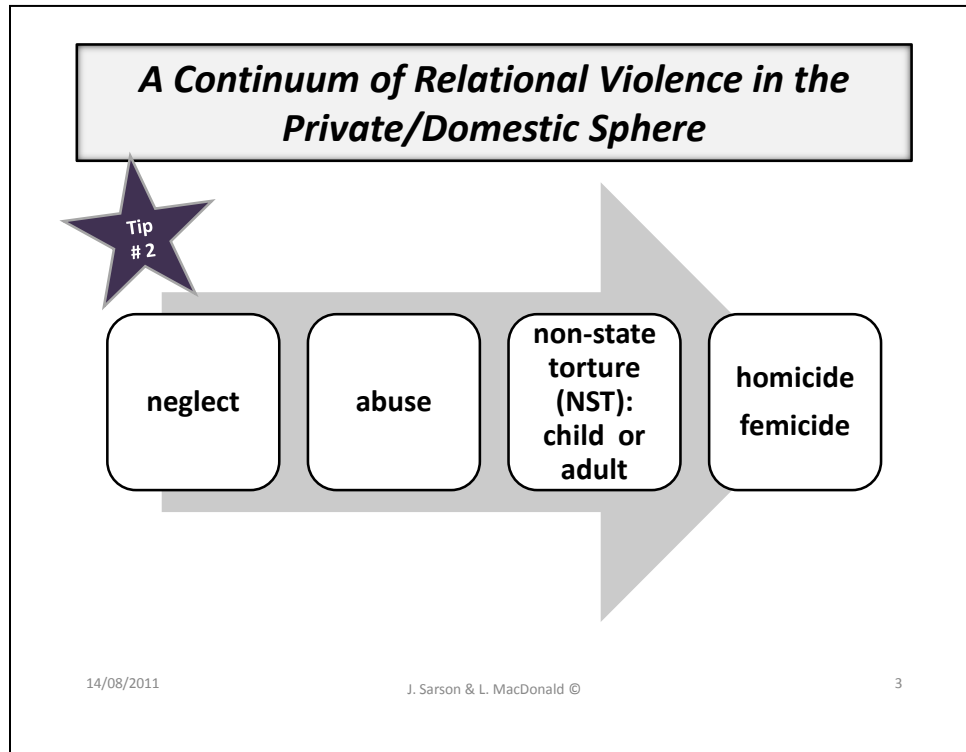 A Continuum of Relational Violence in the
Private/Domestic Sphere
Tip
# 2
neglect
abuse
non-state
torture
(NST):
child or
adult
homicide
femicide
14/08/2011
J. Sarson & L. MacDonald ©
3